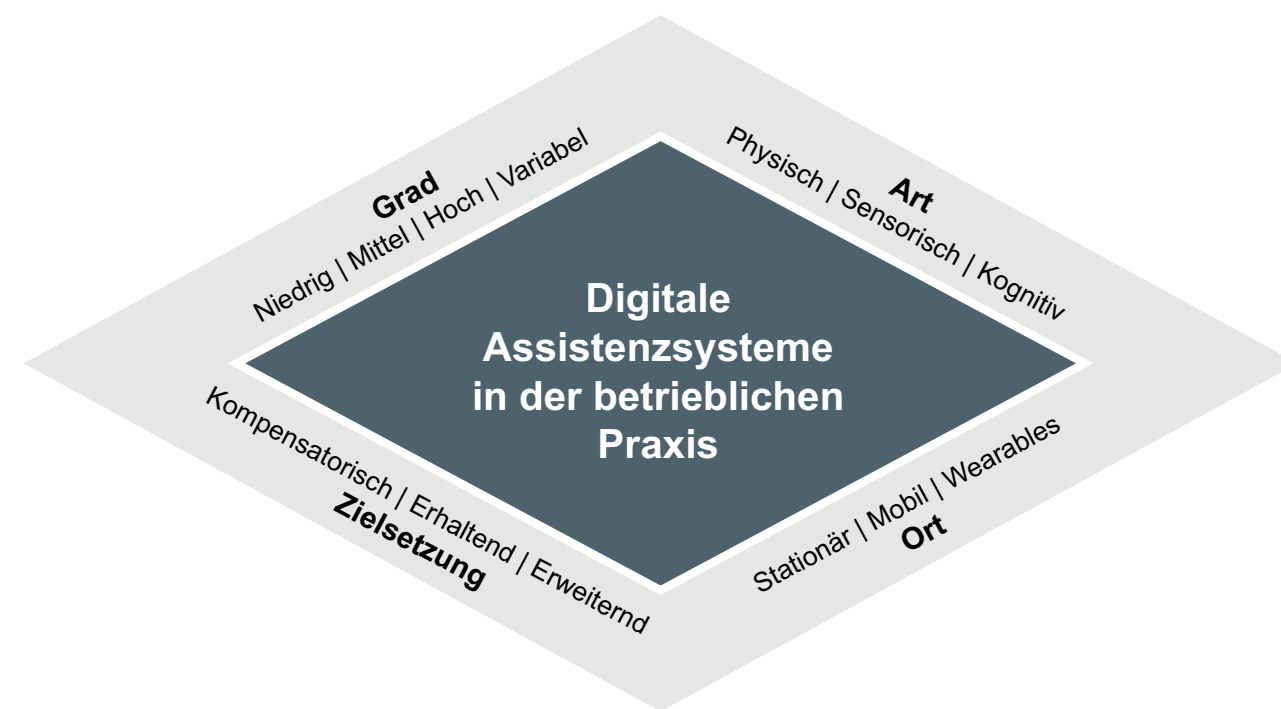 Grad
Niedrig | Mittel | Hoch | Variabel
Art
Physisch | Sensorisch | Kognitiv
Digitale
Assistenzsysteme
in der betrieblichen
Praxis
Kompensatorisch | Erhaltend | Erweiternd
Zielsetzung
Stationär | Mobil | Wearables
Ort